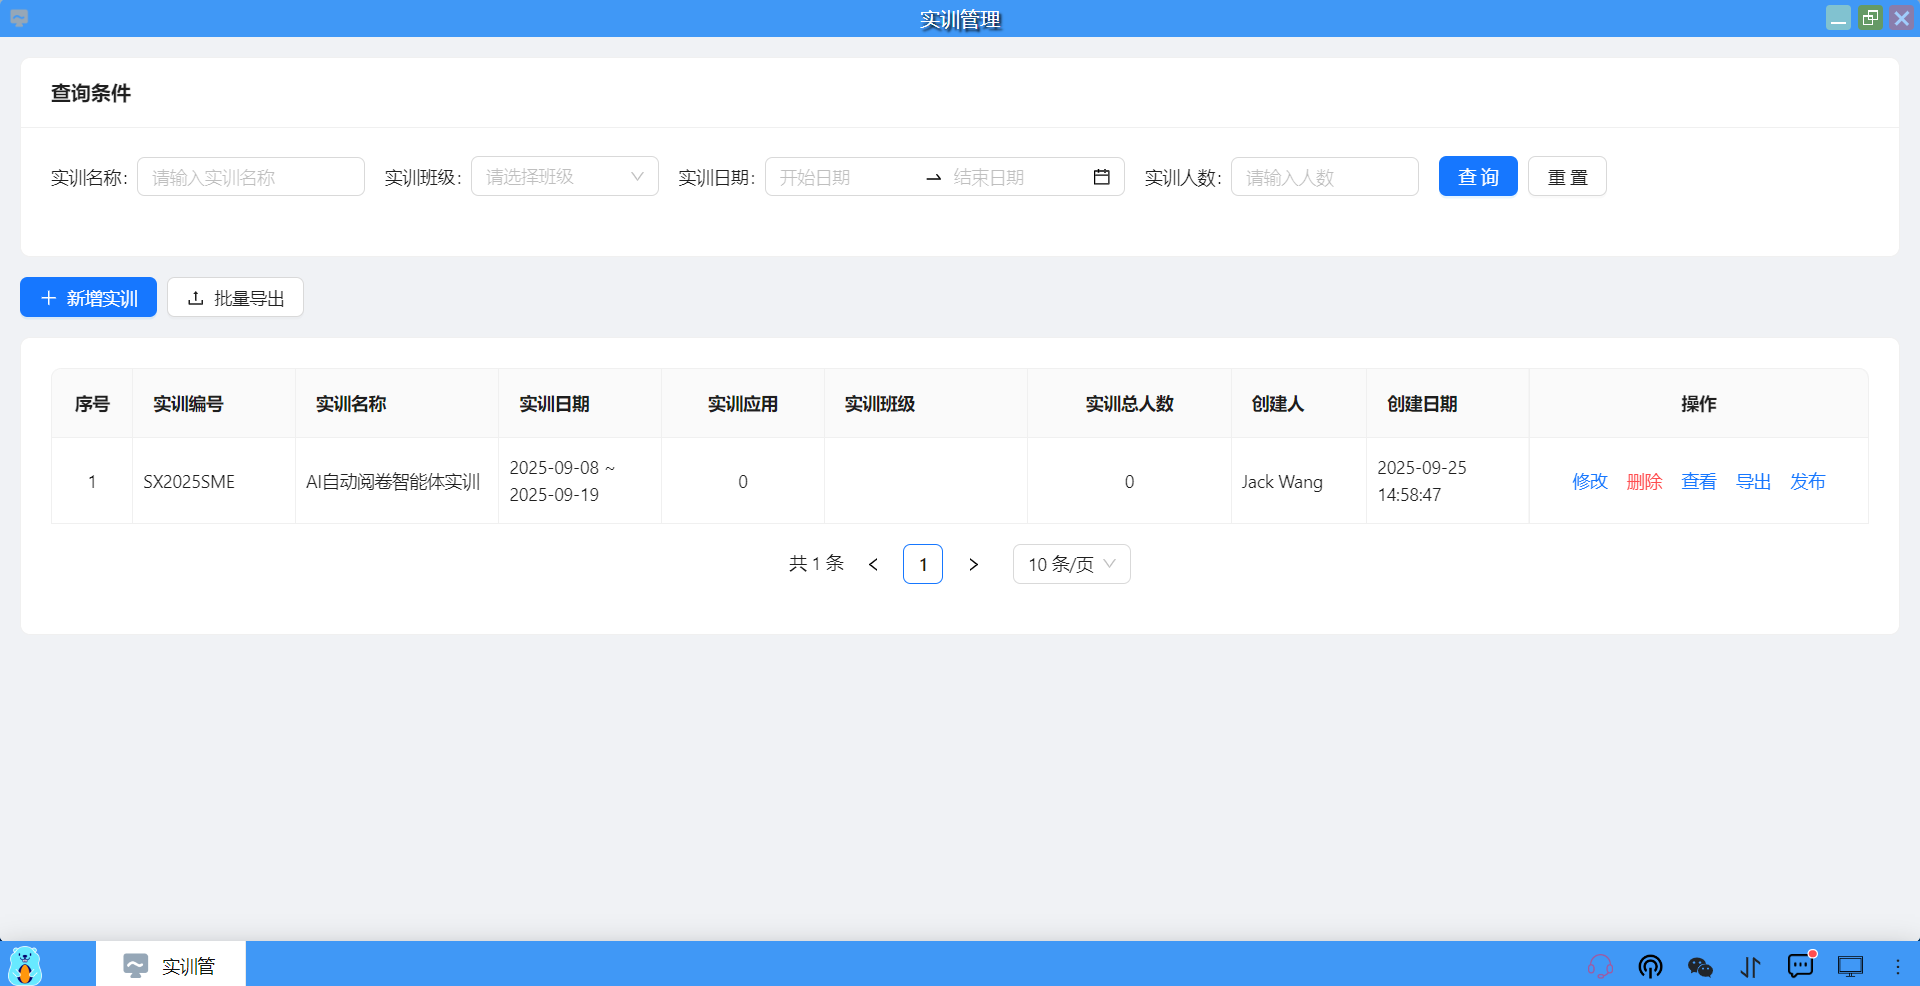 实训管理
查询条件
实训名称: 请输入实训名称 实训班级: 请选择班级 实训日期: 开始日期 结束日期 实训人数: 请输入人数 查 询 重 置
新增实训 批量导出
序号 实训编号 实训名称 实训日期 实训应用 实训班级 实训总人数 创建人 创建日期 操作
1 SX2025SME AI自动阅卷智能体实训 2025-09-08 ~ 2025-09-19 0 0 Jack Wang 2025-09-25 14:58:47 修改 删除 查看 导出 发布
共 1 条 < 1 > 10 条/页
实训管